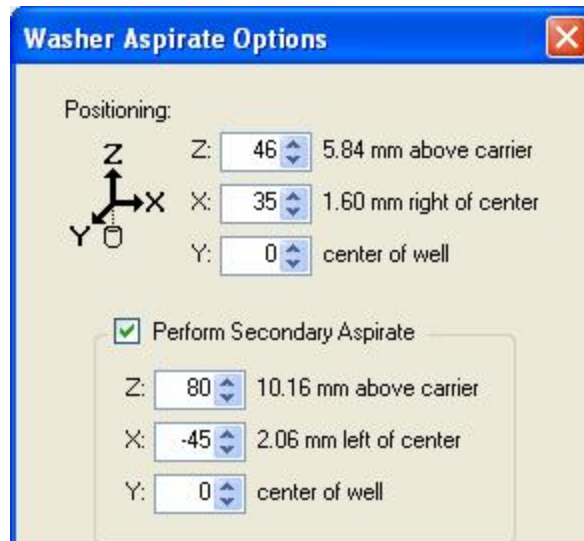 Washer Aspirate Options
Positioning:
Z
X
Y
Z: 46 5.84 mm above carrier
X: 35 1.60 mm right of center
Y: 0 center of well
Perform Secondary Aspirate
Z: 80 10.16 mm above carrier
X: -45 2.06 mm left of center
Y: 0 center of well